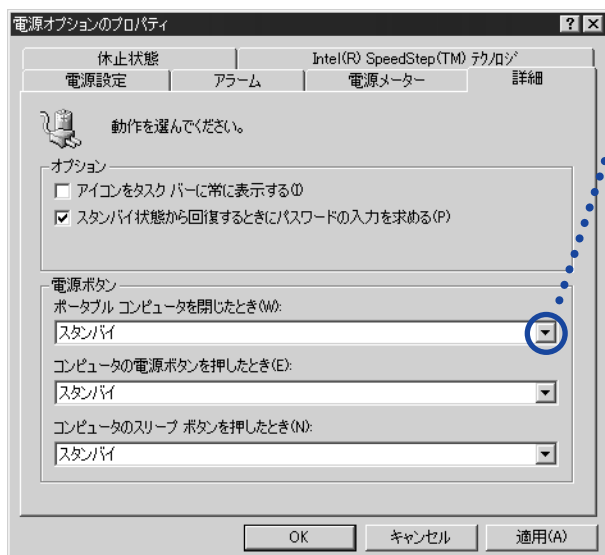 電源オプションのプロパティ
休止状態 Intel(R) SpeedStep(TM) テクノロジ
電源設定 アラーム 電源メーター 詳細
動作を選んでください。
オプション
アイコンをタスク バーに常に表示する(I)
スタンバイ状態から回復するときにパスワードの入力を求める(P)
電源ボタン
ポータブル コンピュータを閉じたとき(W):
スタンバイ
コンピュータの電源ボタンを押したとき(E):
スタンバイ
コンピュータのスリープ ボタンを押したとき(N):
スタンバイ
OK キャンセル 適用(A)